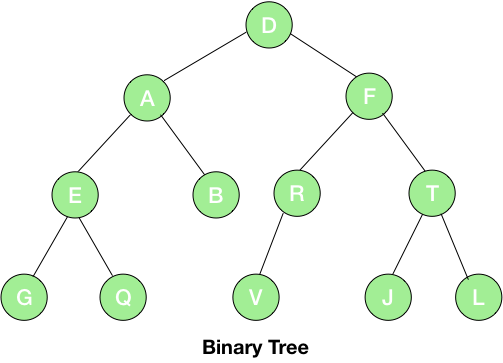 D
A F
E B R T
G Q V J L
Binary Tree